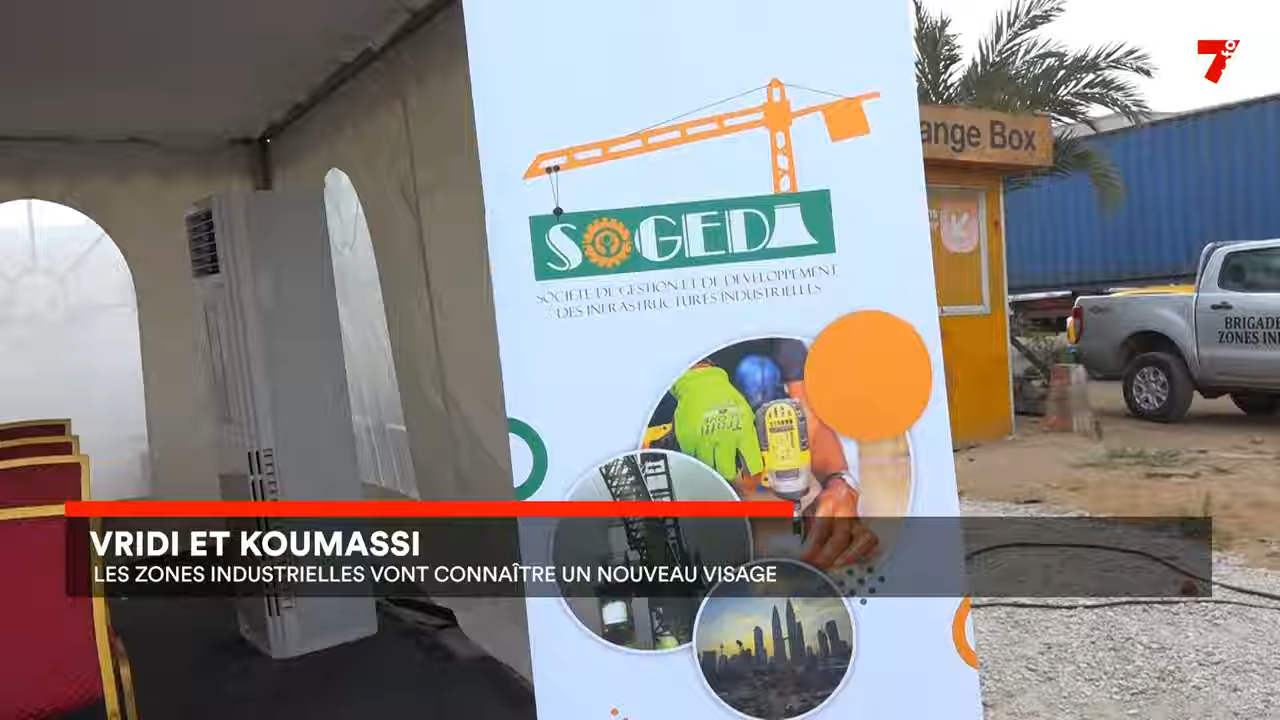 7
fo
ange Box
SOGEDI
SOCIETE DE GESTION ET DE DEVELOPPEMENT
DES INFRASTRUCTURES INDUSTRIELLES
BRIGADE
ZONES IN
VRIDI ET KOUMASSI
LES ZONES INDUSTRIELLES VONT CONNAÎTRE UN NOUVEAU VISAGE